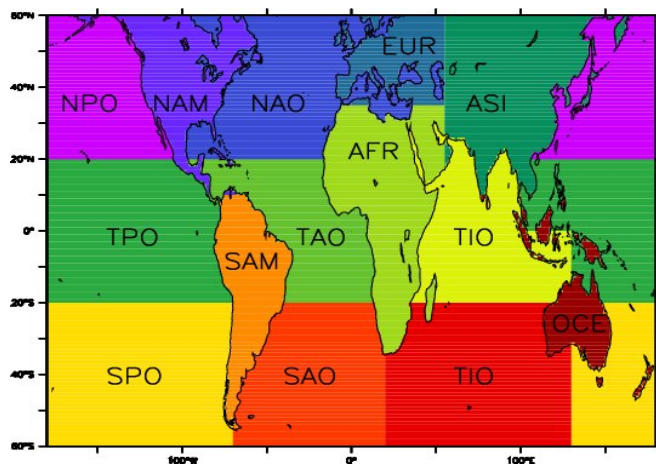 60°N
EUR
40°N
NPO NAM NAO ASI
AFR
20°N
0°
TPO TAO TIO
SAM
20°S
OCE
40°S
SPO SAO TIO
60°S
100°W 0° 100°E